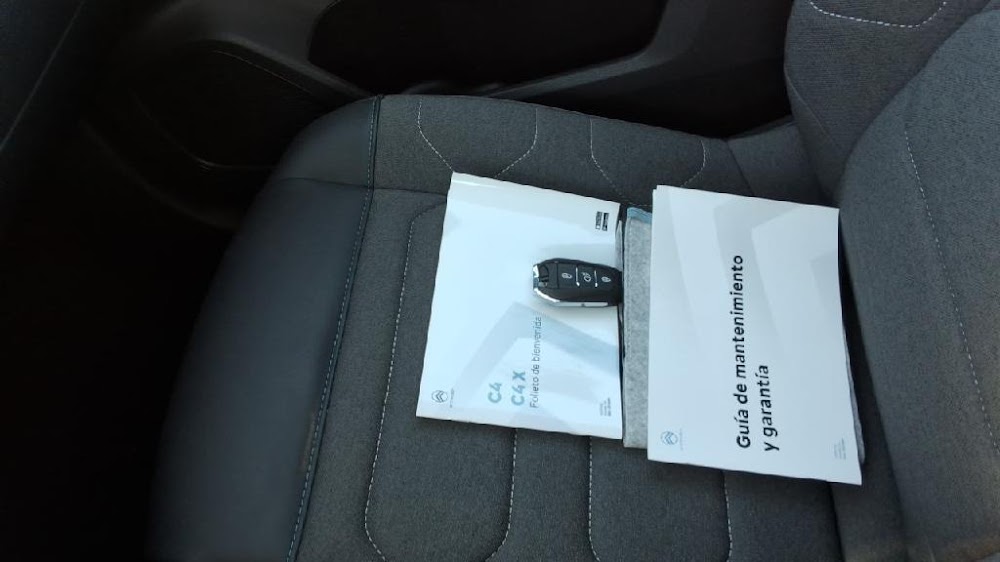 C4
C4 X
Folleto de bienvenida
Guía de mantenimiento
y garantía